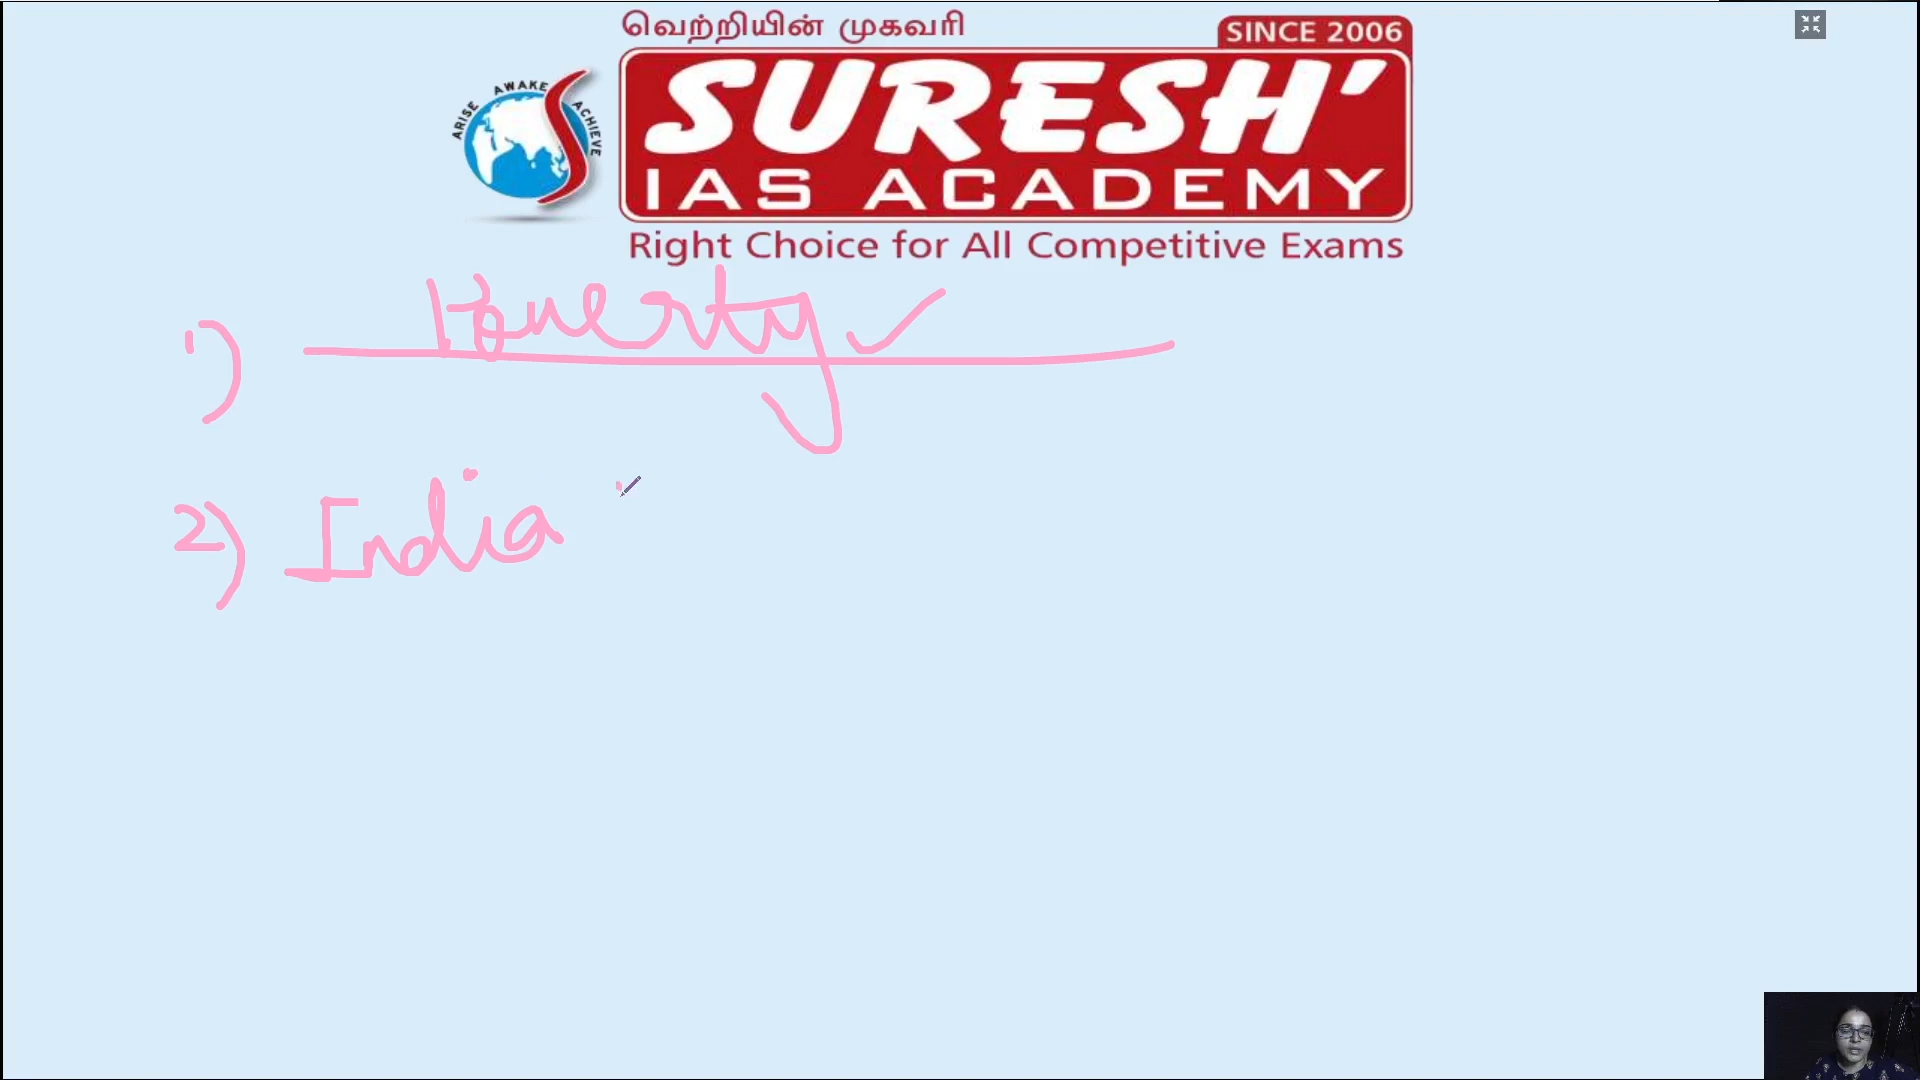 வெற்றியின் முகவரி
SINCE 2006
ARISE AWAKE ACHIEVE
SURESH'
IAS ACADEMY
Right Choice for All Competitive Exams
1) Poverty
2) India